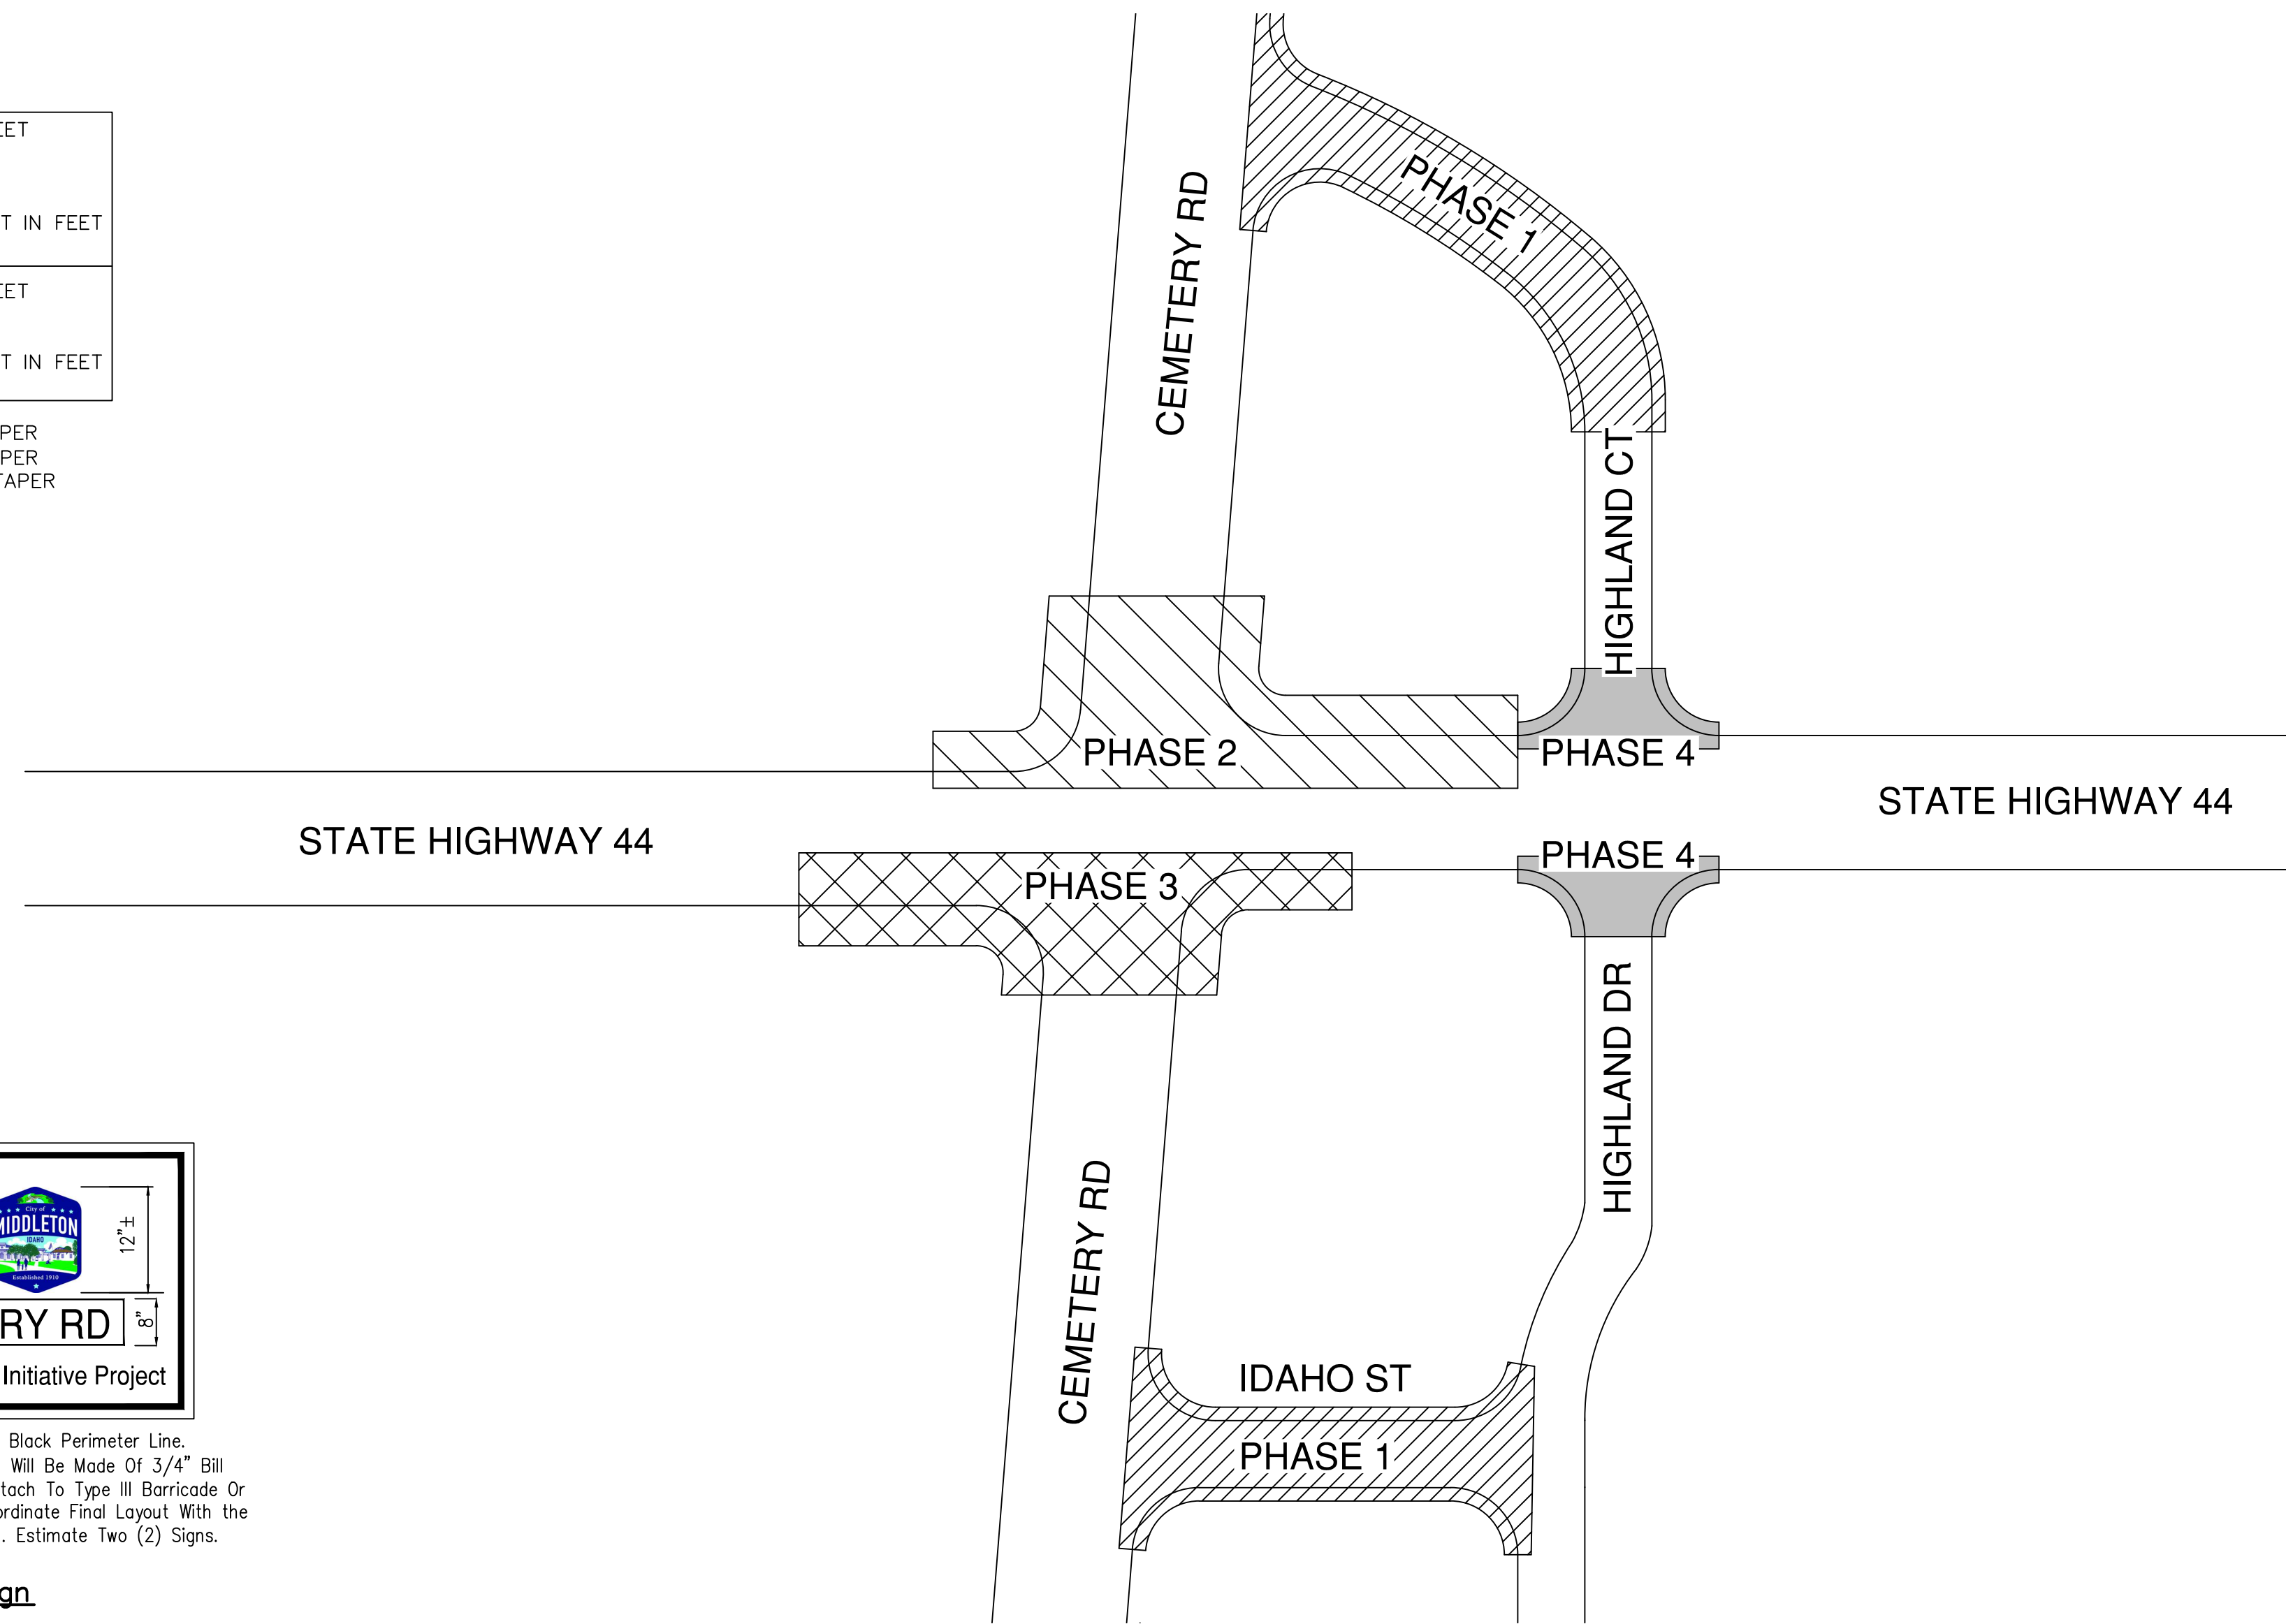 EET
T IN FEET
EET
T IN FEET
PER
PER
TAPER
CEMETERY RD
PHASE 1
HIGHLAND CT
PHASE 2
PHASE 4
STATE HIGHWAY 44
STATE HIGHWAY 44
PHASE 4
PHASE 3
HIGHLAND DR
CEMETERY RD
IDAHO ST
PHASE 1
City of
MIDDLETON
IDAHO
Established 1910
12"±
RY RD
8"
Initiative Project
Black Perimeter Line.
Will Be Made Of 3/4" Bill
tach To Type III Barricade Or
ordinate Final Layout With the
. Estimate Two (2) Signs.
gn